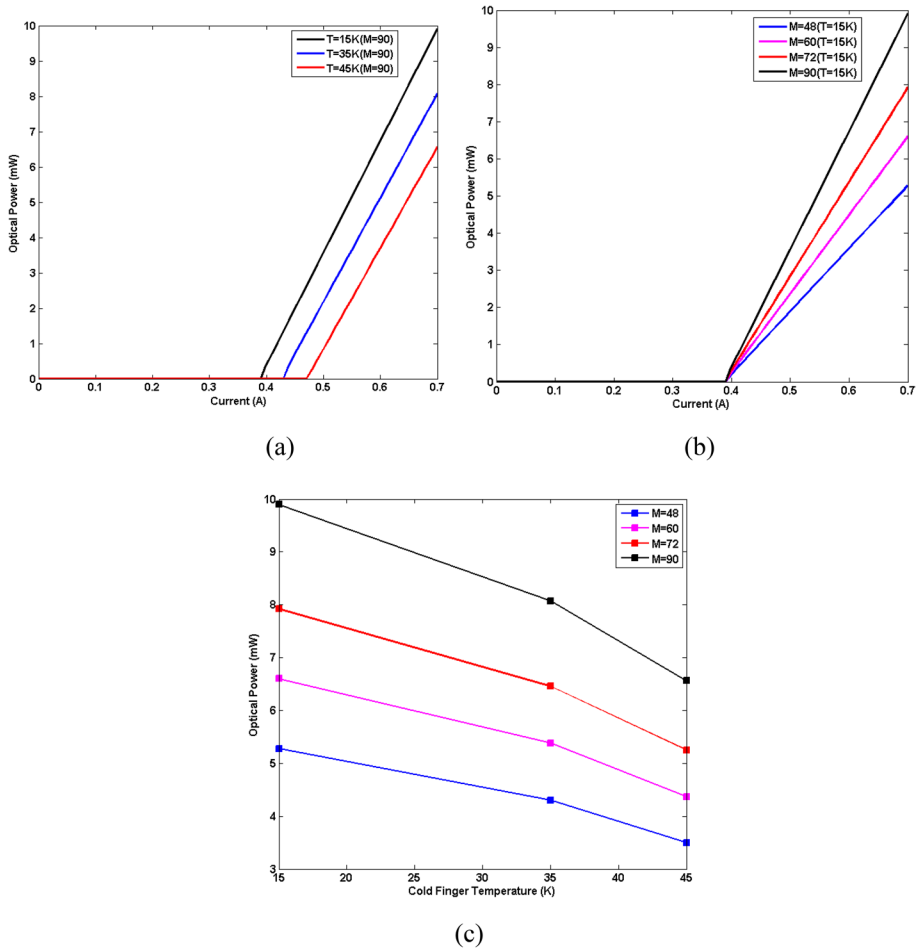 10
9
8
7
6
5
4
3
2
1
0
Optical Power (mW)
T=15K(M=90)
T=35K(M=90)
T=45K(M=90)
0 0.1 0.2 0.3 0.4 0.5 0.6 0.7
Current (A)
(a)
10
9
8
7
6
5
4
3
2
1
0
Optical Power (mW)
M=48(T=15K)
M=60(T=15K)
M=72(T=15K)
M=90(T=15K)
0 0.1 0.2 0.3 0.4 0.5 0.6 0.7
Current (A)
(b)
10
9
8
7
6
5
4
3
Optical Power (mW)
M=48
M=60
M=72
M=90
15 20 25 30 35 40 45
Cold Finger Temperature (K)
(c)